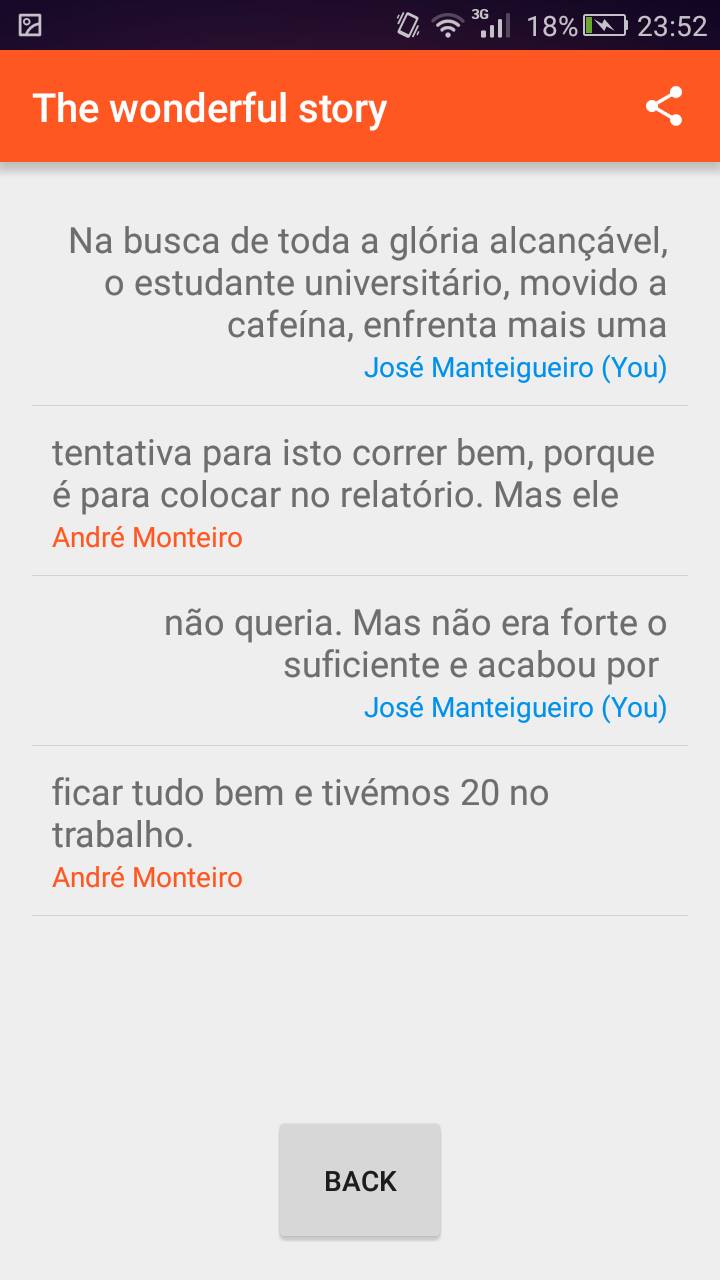 3G 18% 23:52
The wonderful story
Na busca de toda a glória alcançável,
o estudante universitário, movido a
cafeína, enfrenta mais uma
José Manteigueiro (You)
tentativa para isto correr bem, porque
é para colocar no relatório. Mas ele
André Monteiro
não queria. Mas não era forte o
suficiente e acabou por
José Manteigueiro (You)
ficar tudo bem e tivémos 20 no
trabalho.
André Monteiro
BACK